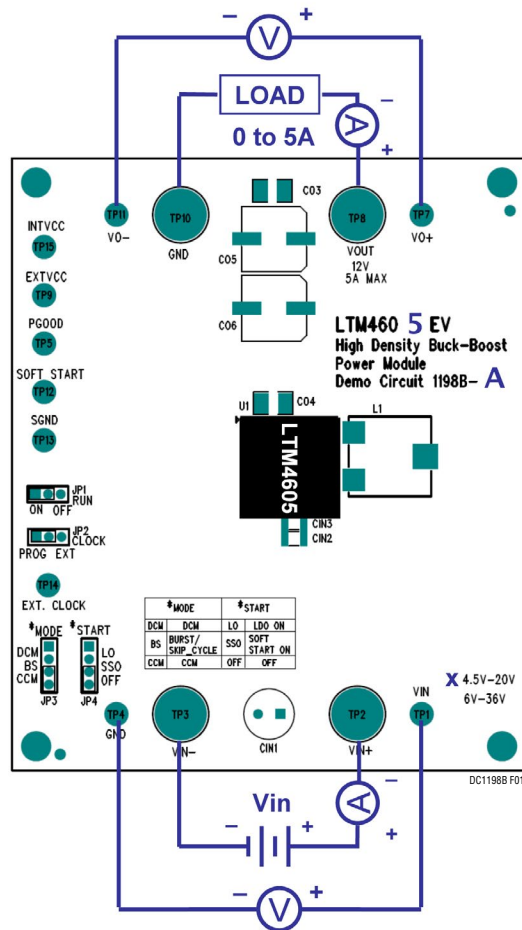 − V +
LOAD
−
A
0 to 5A
+
TP11
TP10
CO3
TP8
TP7
VO-
GND
VOUT
VO+
12V
5A MAX
INTVCC
TP15
CO5
EXTVCC
TP9
CO6
PGOOD
TP5
LTM460 5 EV
High Density Buck-Boost
Power Module
Demo Circuit 1198B- A
SOFT START
TP12
U1
CO4
L1
SGND
TP13
LTM4605
JP1
RUN
ON OFF
JP2
CLOCK
PROG EXT
CIN3
CIN2
TP14
EXT. CLOCK
*MODE *START
DCM DCM LO LDO ON
BS BURST/ SKIP_CYCLE SSO SOFT START ON
CCM CCM OFF OFF
*MODE *START
DCM
BS
CCM
LO
SSO
OFF
JP3
JP4
X 4.5V-20V
6V-36V
VIN
TP4
TP3
TP2
TP1
GND
VIN-
CIN1
VIN+
DC1198B F01
−
A
+
Vin
− +
− V +